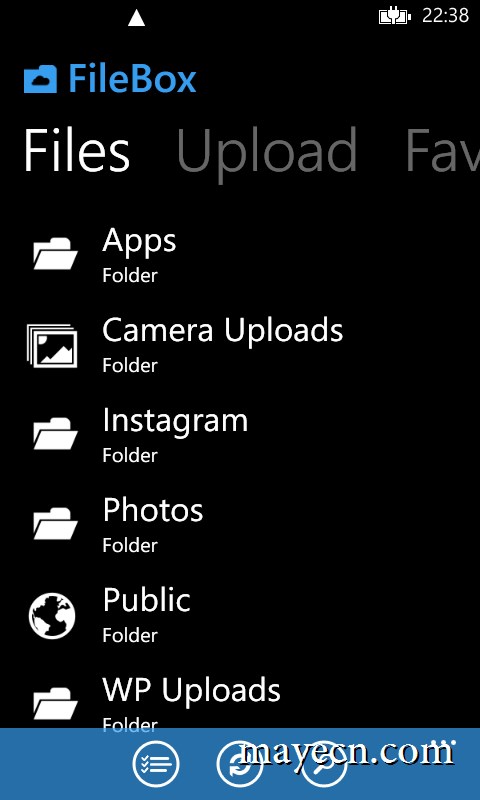 22:38
FileBox
Files Upload Fav
Apps
Folder
Camera Uploads
Folder
Instagram
Folder
Photos
Folder
Public
Folder
WP Uploads
Folder
mayecn.com